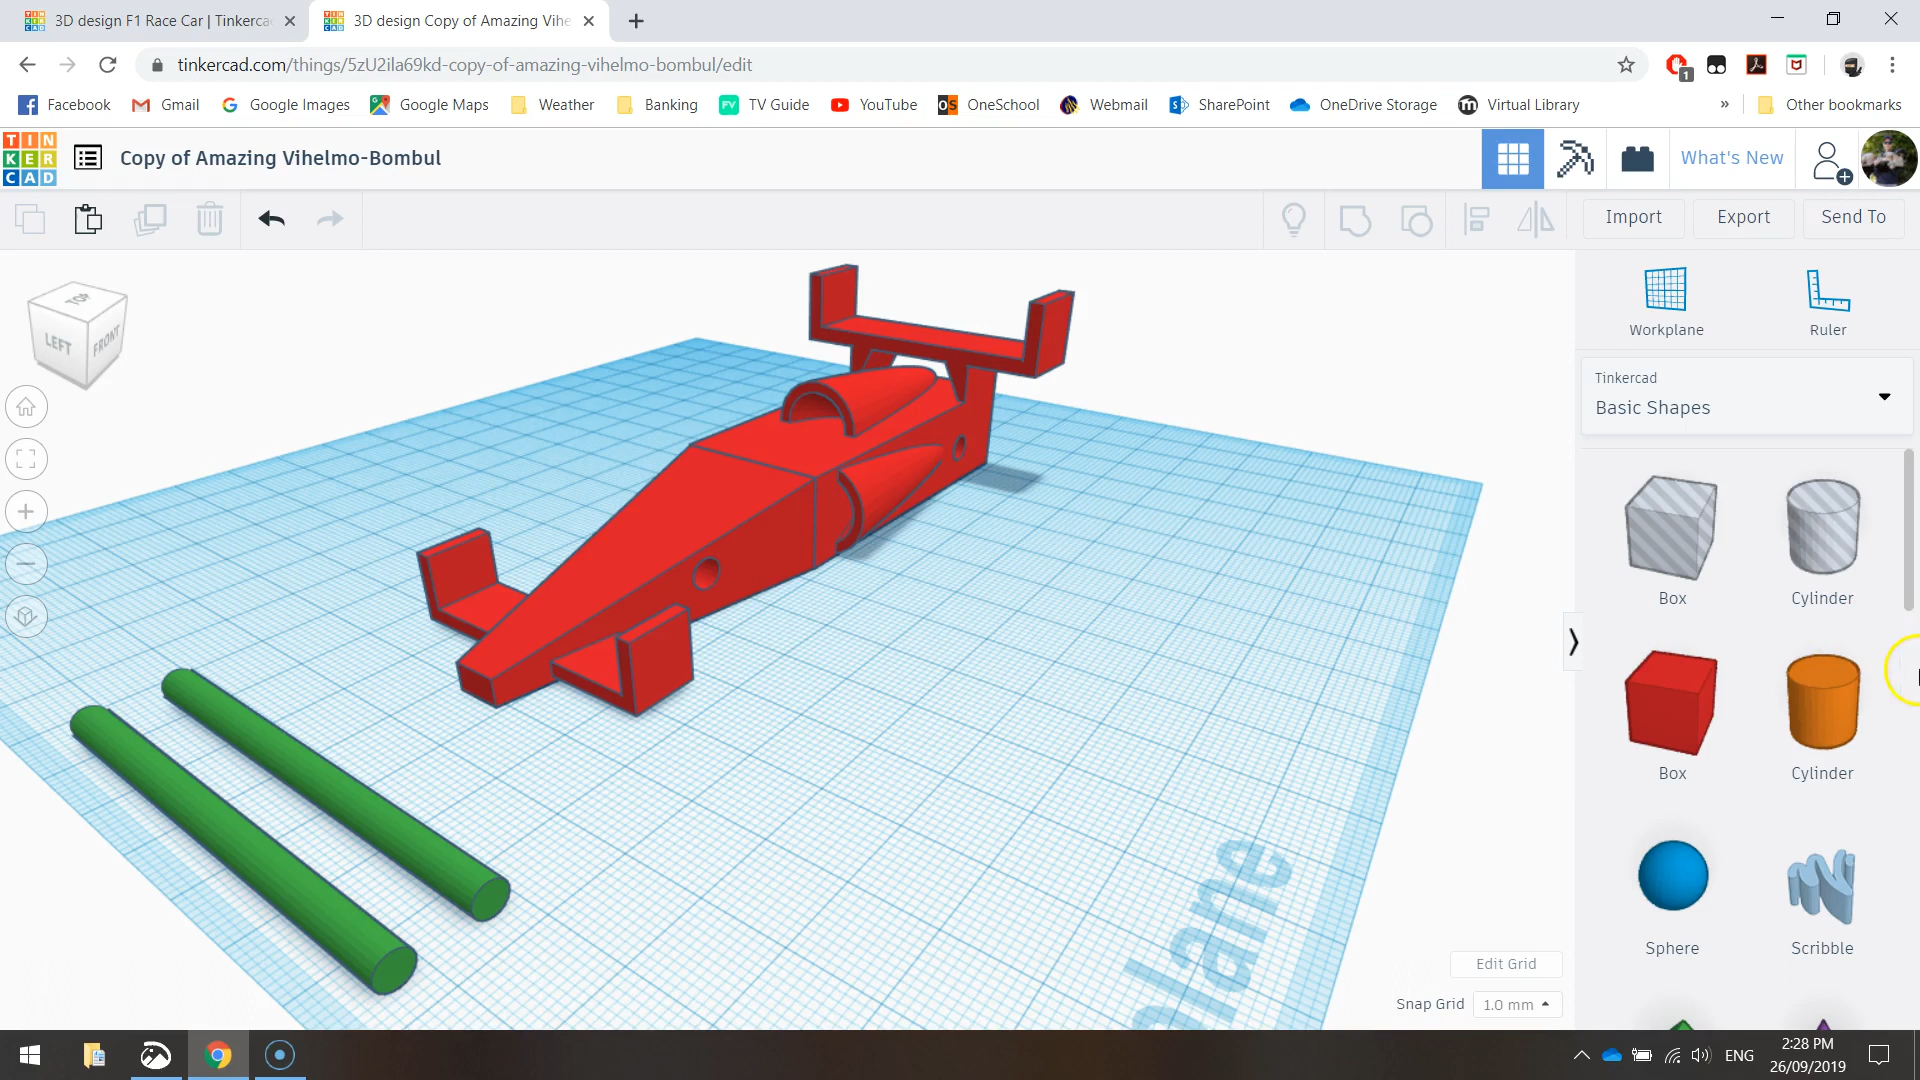 3D design F1 Race Car | Tinkerca
3D design Copy of Amazing Vihe
tinkercad.com/things/5zU2ila69kd-copy-of-amazing-vihelmo-bombul/edit
1
Facebook
Gmail
Google Images
Google Maps
Weather
Banking
TV Guide
YouTube
OneSchool
Webmail
SharePoint
OneDrive Storage
Virtual Library
»
Other bookmarks
TIN
KER
CAD
Copy of Amazing Vihelmo-Bombul
What's New
Import
Export
Send To
TOP
LEFT
FRONT
Workplane
Ruler
Tinkercad
Basic Shapes
Box
Cylinder
Box
Cylinder
Sphere
Scribble
plane
Edit Grid
Snap Grid
1.0 mm
ENG
2:28 PM
26/09/2019